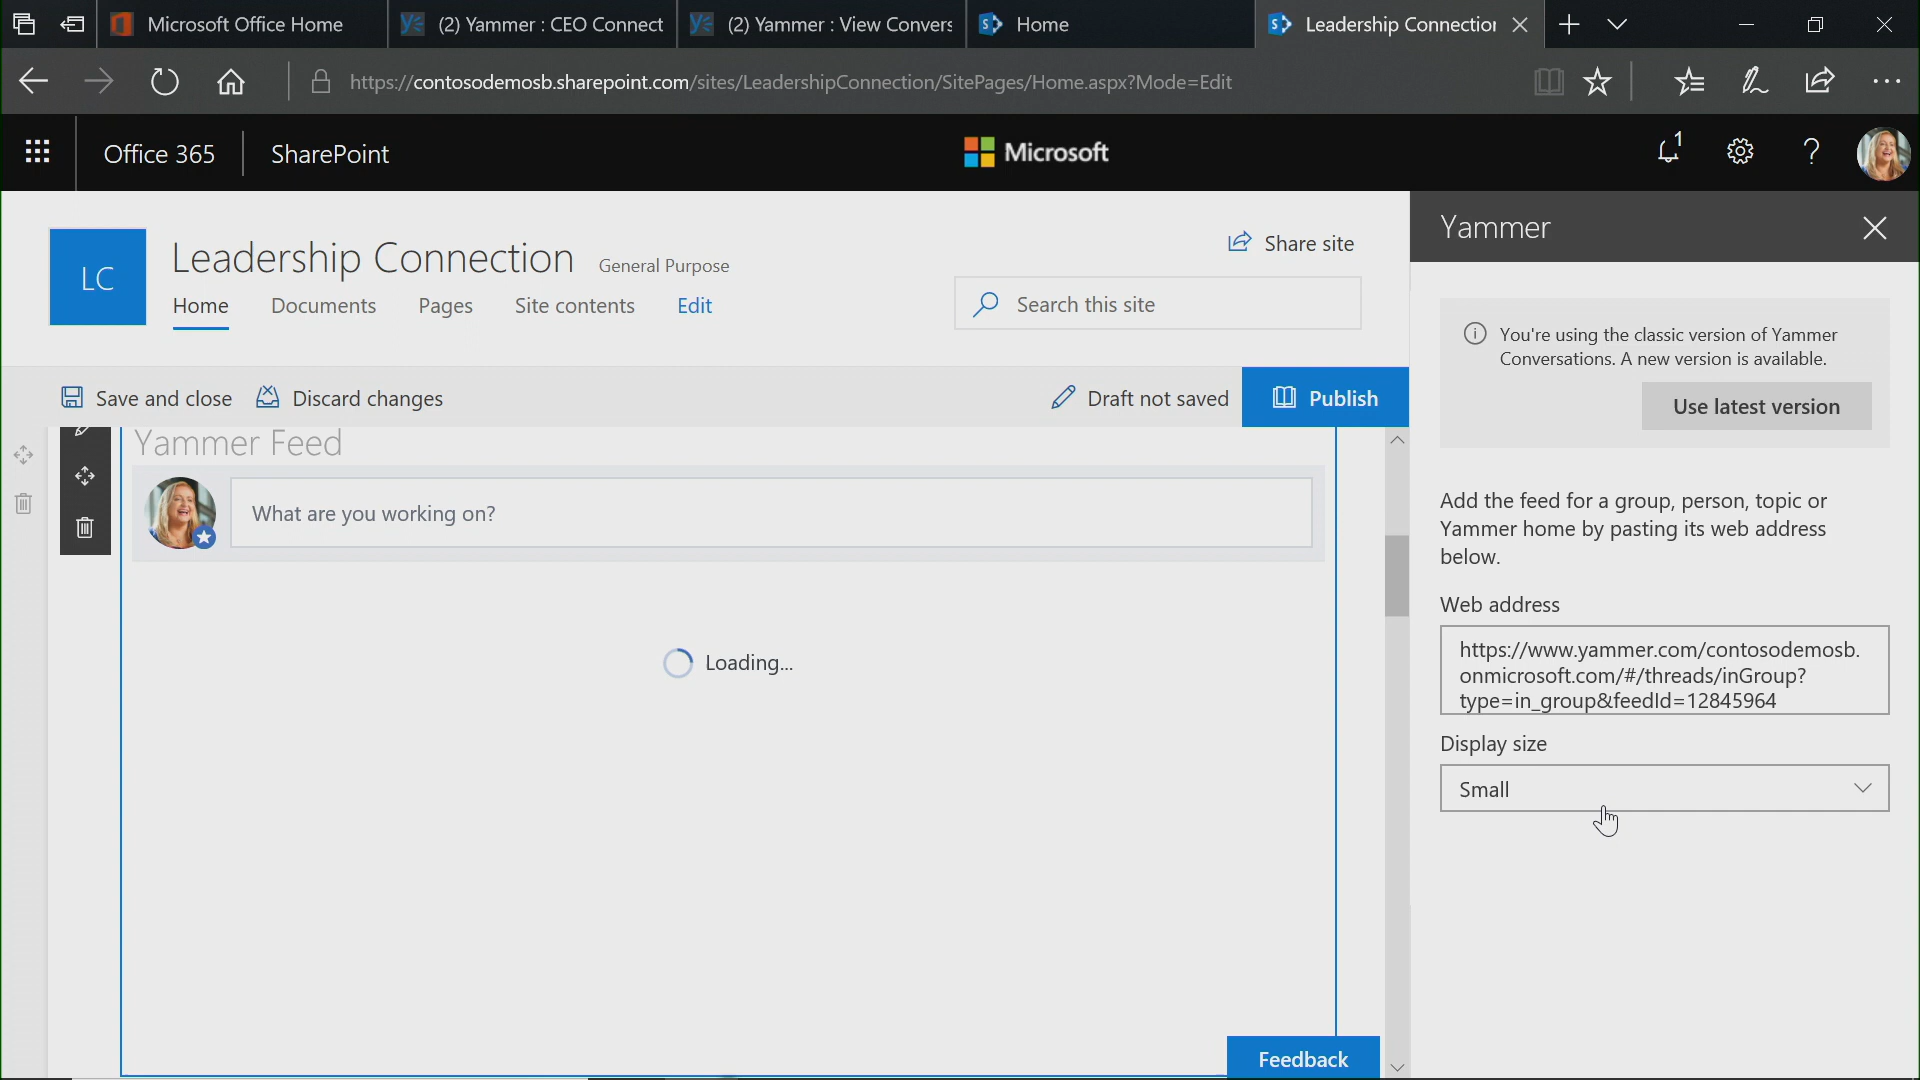 Microsoft Office Home
(2) Yammer : CEO Connect
(2) Yammer : View Convers
Home
Leadership Connection
https://contosodemosb.sharepoint.com/sites/LeadershipConnection/SitePages/Home.aspx?Mode=Edit
Office 365
SharePoint
Microsoft
1
?
LC
Leadership Connection
General Purpose
Share site
Home
Documents
Pages
Site contents
Edit
Search this site
Save and close
Discard changes
Draft not saved
Publish
Yammer Feed
What are you working on?
Loading...
Feedback
Yammer
You're using the classic version of Yammer
Conversations. A new version is available.
Use latest version
Add the feed for a group, person, topic or
Yammer home by pasting its web address
below.
Web address
https://www.yammer.com/contosodemosb.
onmicrosoft.com/#/threads/inGroup?
type=in_group&feedId=12845964
Display size
Small